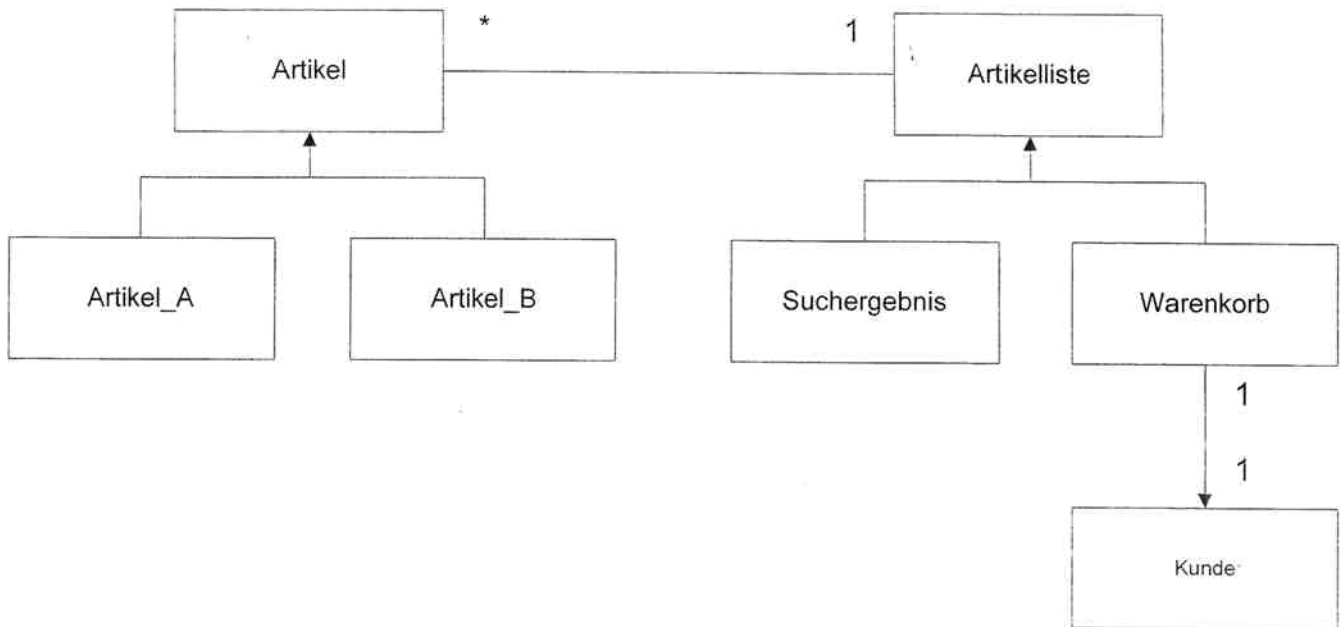 * 1
Artikel Artikelliste
Artikel_A Artikel_B Suchergebnis Warenkorb
1
1
Kunde